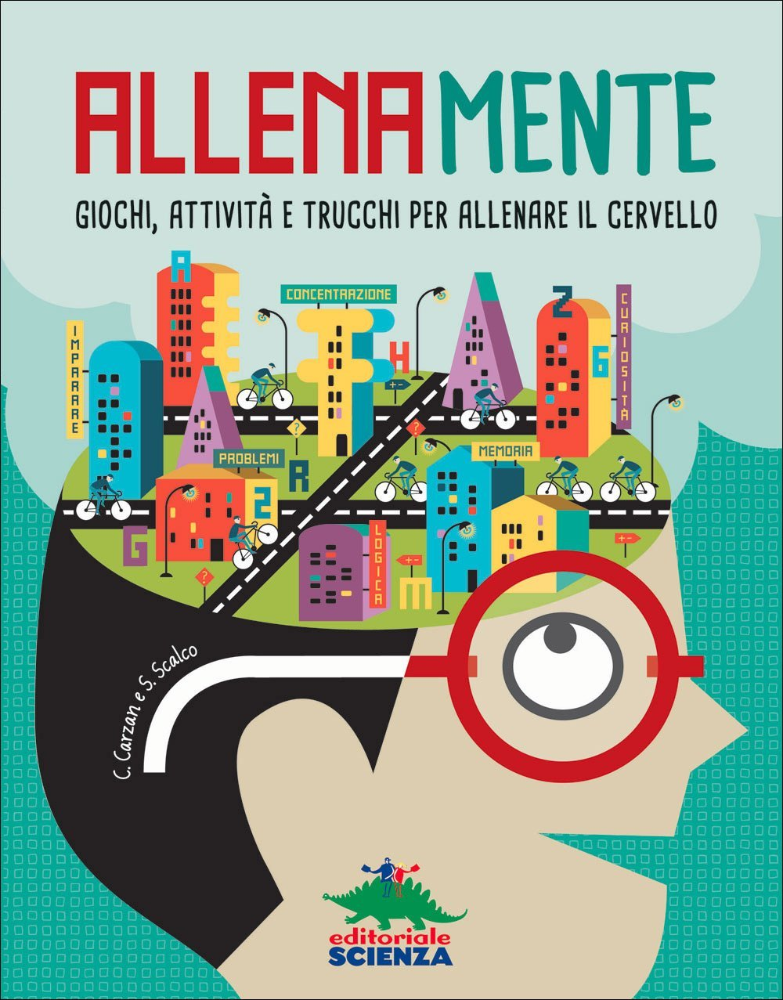 ALLENAMENTE
GIOCHI, ATTIVITÀ E TRUCCHI PER ALLENARE IL CERVELLO
A
CONCENTRAZIONE
Z
CURIOSITÀ
IMPARARE
H
6
+-
?
?
PROBLEMI
MEMORIA
R
2
G
LOGICA
+-
+-
?
M
C. Carzan e S. Scalco
editoriale
SCIENZA